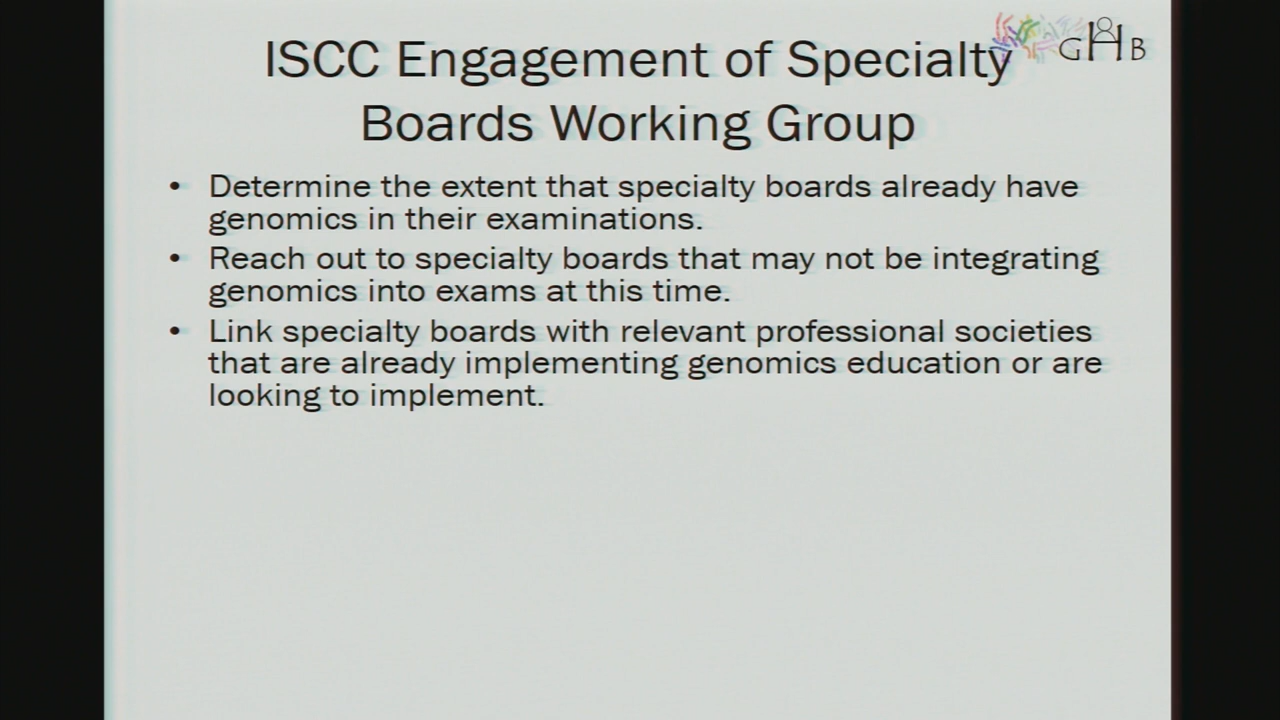 ISCC Engagement of Specialty
GHB
Boards Working Group
• Determine the extent that specialty boards already have
genomics in their examinations.
• Reach out to specialty boards that may not be integrating
genomics into exams at this time.
• Link specialty boards with relevant professional societies
that are already implementing genomics education or are
looking to implement.